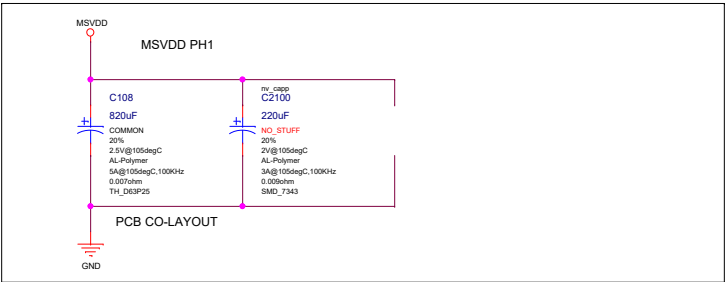 MSVDD
MSVDD PH1
C108
820uF
COMMON
20%
2.5V@105degC
AL-Polymer
5A@105degC,100KHz
0.007ohm
TH_D63P25
nv_capp
C2100
220uF
NO_STUFF
20%
2V@105degC
AL-Polymer
3A@105degC,100KHz
0.009ohm
SMD_7343
PCB CO-LAYOUT
GND